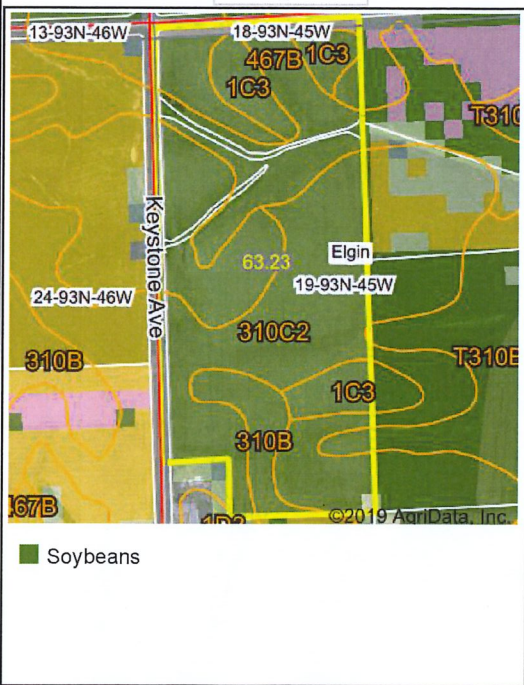 13-93N-46W
18-93N-45W
467B
1C3
1C3
T310
Keystone Ave
Elgin
63.23
19-93N-45W
24-93N-46W
310C2
310B
T310B
1C3
310B
467B
©2019 AgriData, Inc.
Soybeans